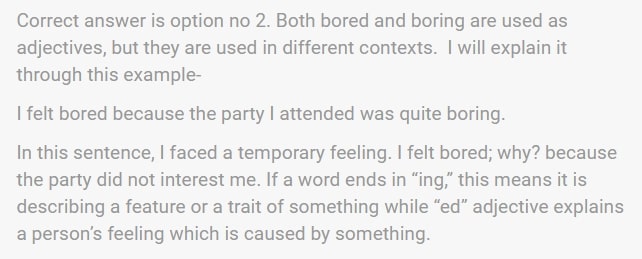 Correct answer is option no 2. Both bored and boring are used as
adjectives, but they are used in different contexts.  I will explain it
through this example-
I felt bored because the party I attended was quite boring.
In this sentence, I faced a temporary feeling. I felt bored; why? because
the party did not interest me. If a word ends in “ing,” this means it is
describing a feature or a trait of something while “ed” adjective explains
a person’s feeling which is caused by something.